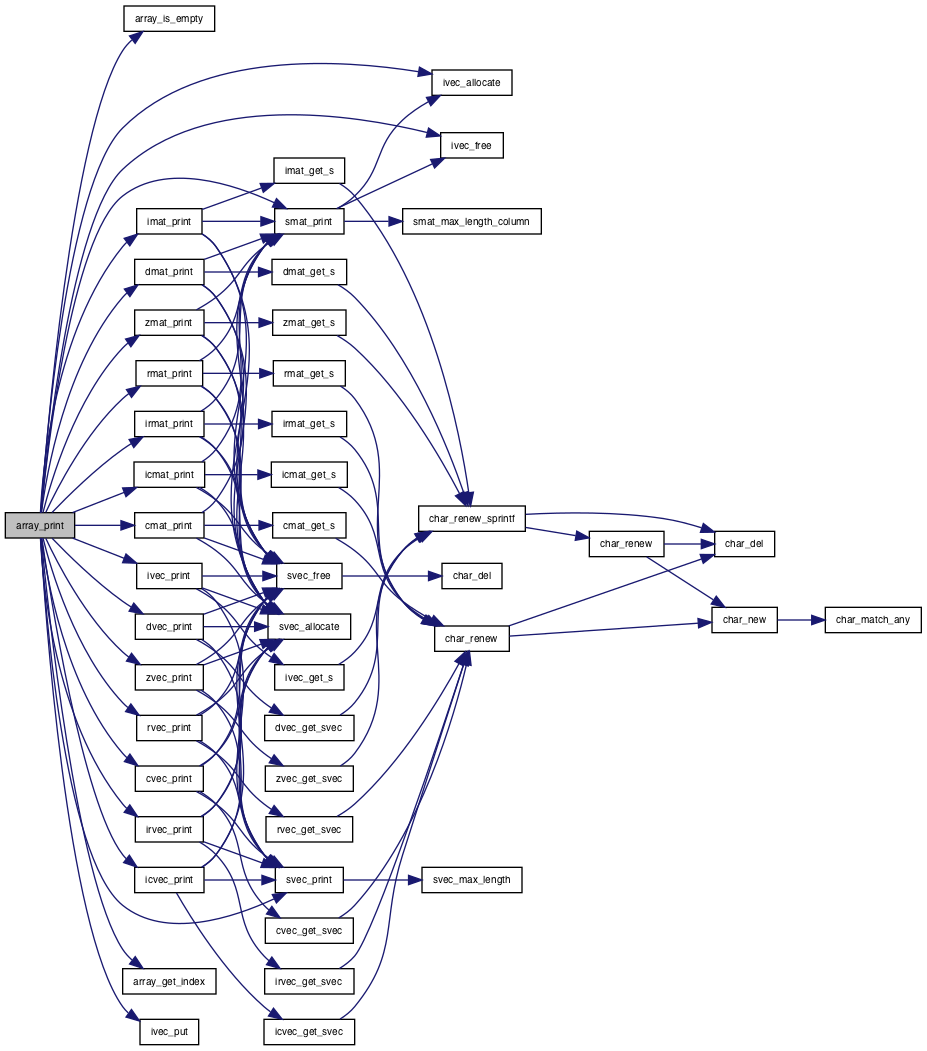 array_is_empty
ivec_allocate
ivec_free
imat_get_s
imat_print
smat_print
smat_max_length_column
dmat_print
dmat_get_s
zmat_print
zmat_get_s
rmat_print
rmat_get_s
irmat_print
irmat_get_s
icmat_print
icmat_get_s
array_print
cmat_print
cmat_get_s
char_renew_sprintf
char_renew
char_del
ivec_print
svec_free
char_del
dvec_print
svec_allocate
char_renew
char_new
char_match_any
zvec_print
ivec_get_s
rvec_print
dvec_get_svec
cvec_print
zvec_get_svec
irvec_print
rvec_get_svec
icvec_print
svec_print
svec_max_length
cvec_get_svec
array_get_index
irvec_get_svec
ivec_put
icvec_get_svec